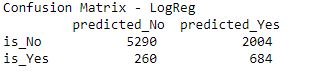 Confusion Matrix - LogReg
predicted_No predicted_Yes
is_No 5290 2004
is_Yes 260 684